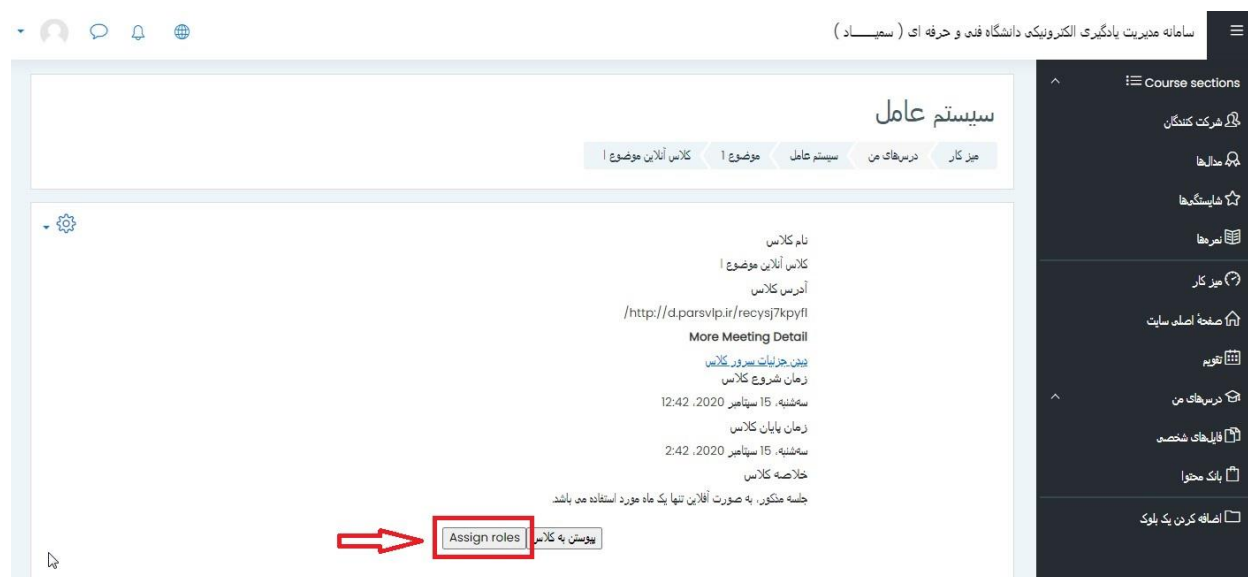 سامانه مدیریت یادگیری الکترونیکی دانشگاه فنی و حرفه ای ( سمیــــــاد )
Course sections
شرکت کنندگان
مدال‌ها
شایستگی‌ها
نمره‌ها
میز کار
صفحهٔ اصلی سایت
تقویم
درس‌های من
فایل‌های شخصی
بانک محتوا
اضافه کردن یک بلوک
سیستم عامل
میز کار درس‌های من سیستم عامل موضوع 1 کلاس آنلاین موضوع 1
نام کلاس
کلاس آنلاین موضوع 1
آدرس کلاس
/http://d.parsvlp.ir/recysj7kpyfl
More Meeting Detail
دیدن جزئیات سرور کلاس
زمان شروع کلاس
سه‌شنبه، 15 سپتامبر 2020، 12:42
زمان پایان کلاس
سه‌شنبه، 15 سپتامبر 2020، 2:42
خلاصه کلاس
جلسه مذکور، به صورت آفلاین تنها یک ماه مورد استفاده می باشد.
پیوستن به کلاس Assign roles